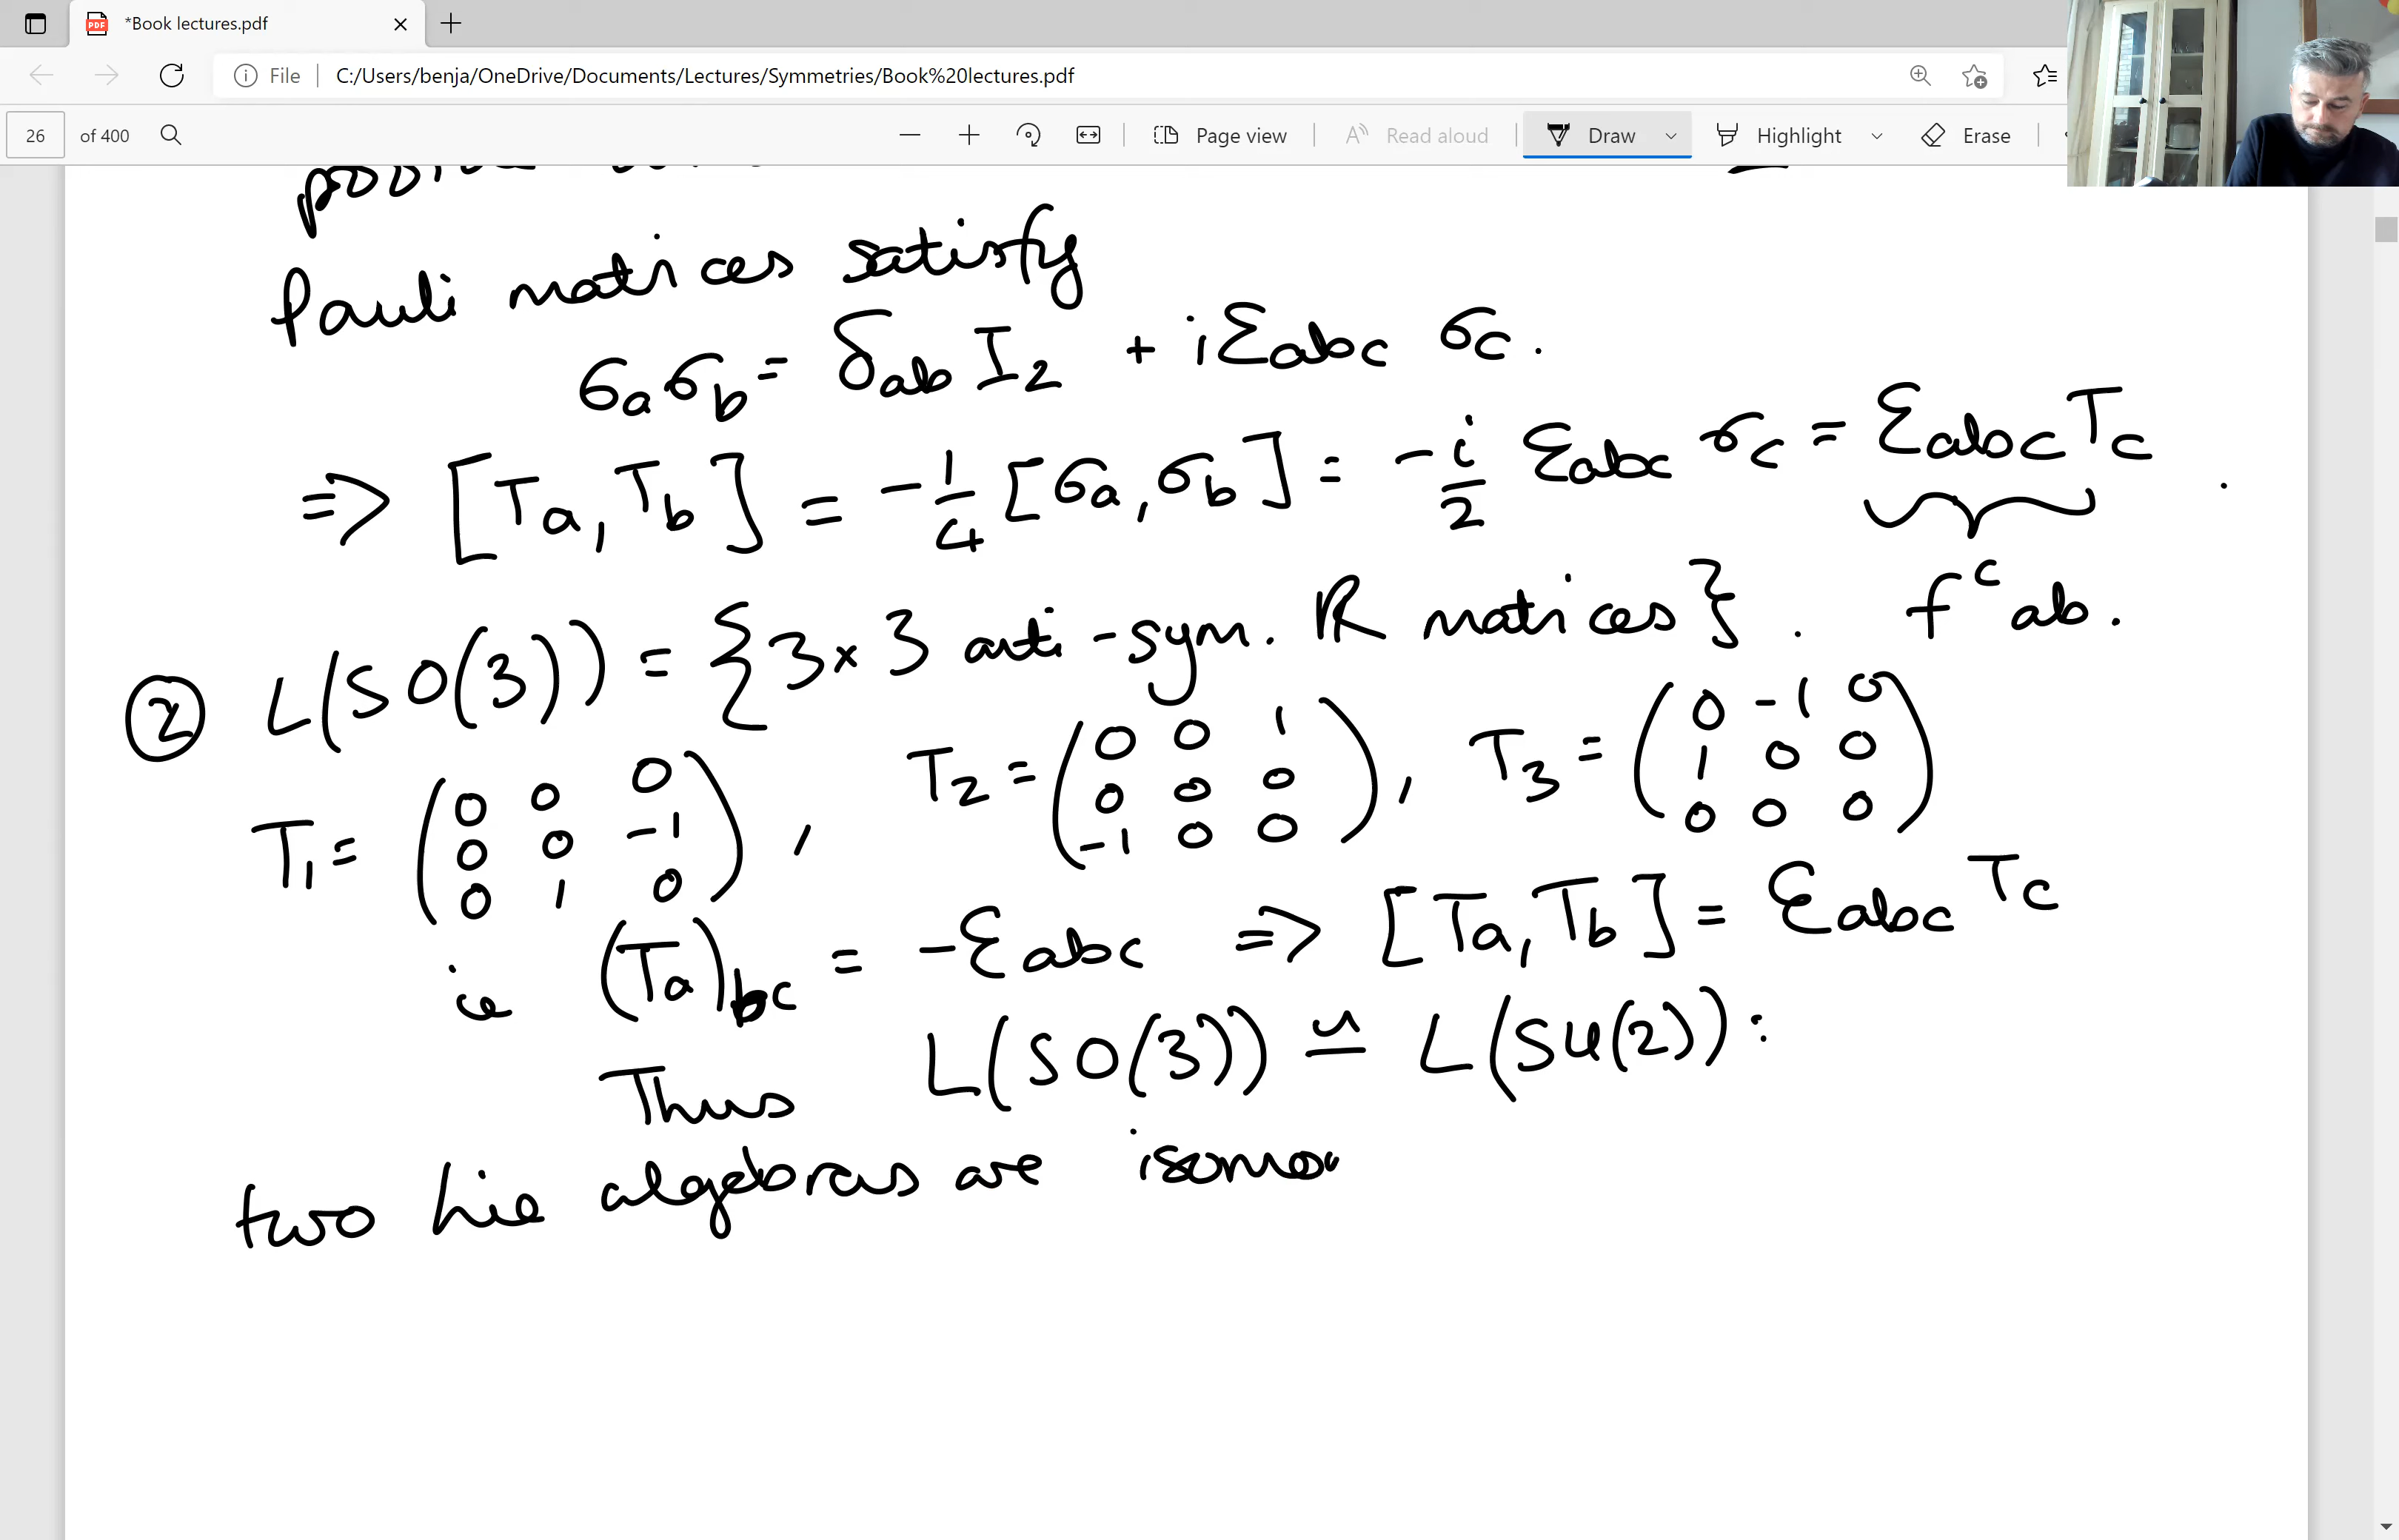 *Book lectures.pdf
File C:/Users/benja/OneDrive/Documents/Lectures/Symmetries/Book%20lectures.pdf
26 of 400 Page view Read aloud Draw Highlight Erase
Pauli matrices satisfy
σa σb = δab I2 + iεabc σc.
=> [Ta, Tb] = -1/4 [σa, σb] = -i/2 εabc σc = εabc Tc.
f^c ab.
② L(SO(3)) = {3×3 anti-sym. ℝ matrices}.
T1 = (0 0 0; 0 0 -1; 0 1 0), T2 = (0 0 1; 0 0 0; -1 0 0), T3 = (0 -1 0; 1 0 0; 0 0 0)
ie (Ta)bc = -εabc => [Ta, Tb] = εabc Tc
Thus L(SO(3)) ≃ L(SU(2)):
two Lie algebras are isomo